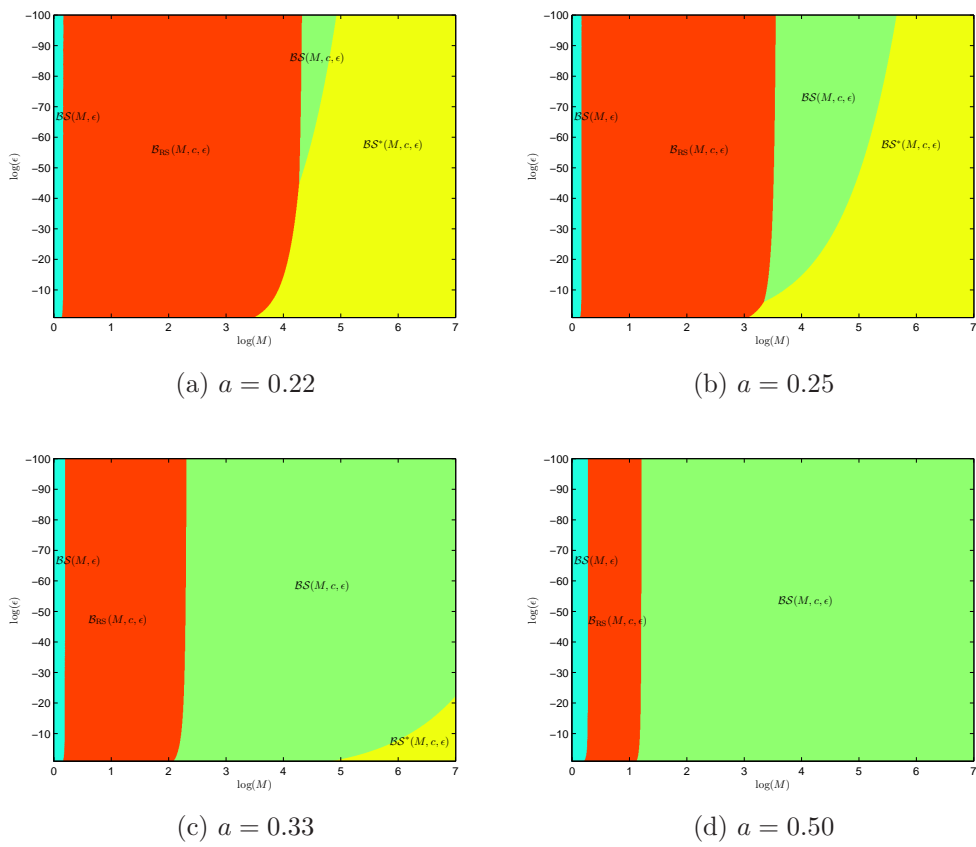 -100
-90
-80
-70
-60
-50
-40
-30
-20
-10
0 1 2 3 4 5 6 7
log(ϵ)
log(M)
BS(M, ϵ)
B_RS(M, c, ϵ)
BS(M, c, ϵ)
BS*(M, c, ϵ)
(a) a = 0.22
-100
-90
-80
-70
-60
-50
-40
-30
-20
-10
0 1 2 3 4 5 6 7
log(ϵ)
log(M)
BS(M, ϵ)
B_RS(M, c, ϵ)
BS(M, c, ϵ)
BS*(M, c, ϵ)
(b) a = 0.25
-100
-90
-80
-70
-60
-50
-40
-30
-20
-10
0 1 2 3 4 5 6 7
log(ϵ)
log(M)
BS(M, ϵ)
B_RS(M, c, ϵ)
BS(M, c, ϵ)
BS*(M, c, ϵ)
(c) a = 0.33
-100
-90
-80
-70
-60
-50
-40
-30
-20
-10
0 1 2 3 4 5 6 7
log(ϵ)
log(M)
BS(M, ϵ)
B_RS(M, c, ϵ)
BS(M, c, ϵ)
(d) a = 0.50